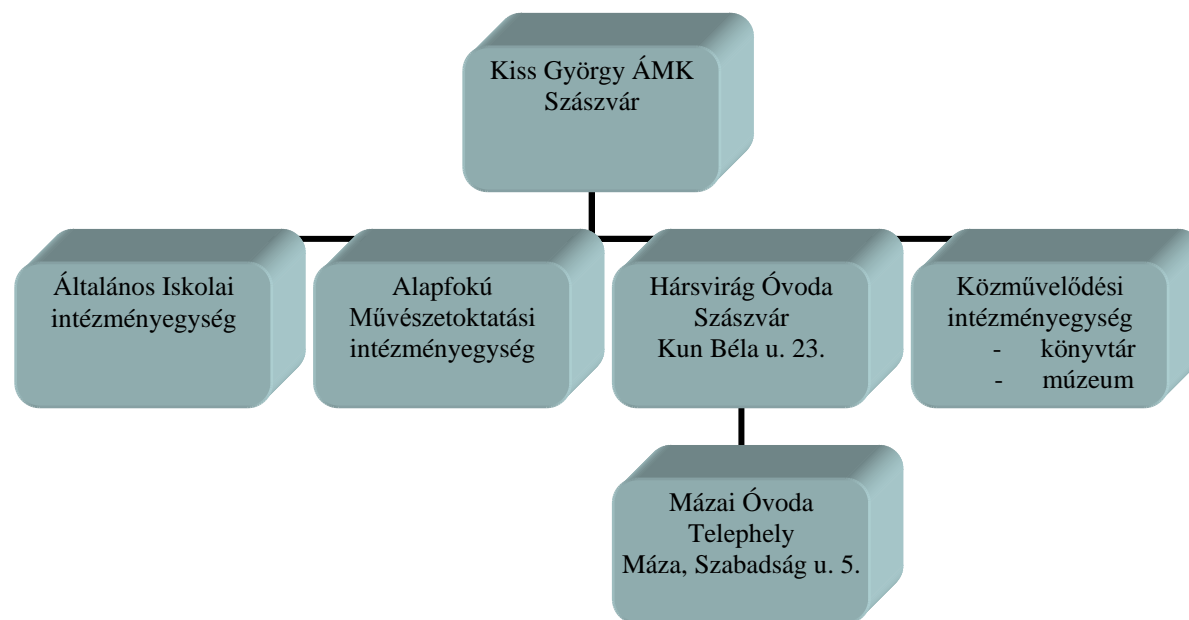 Kiss György ÁMK
Szászvár
Általános Iskolai
intézményegység
Alapfokú
Művészetoktatási
intézményegység
Hársvirág Óvoda
Szászvár
Kun Béla u. 23.
Közművelődési
intézményegység
- könyvtár
- múzeum
Mázai Óvoda
Telephely
Máza, Szabadság u. 5.